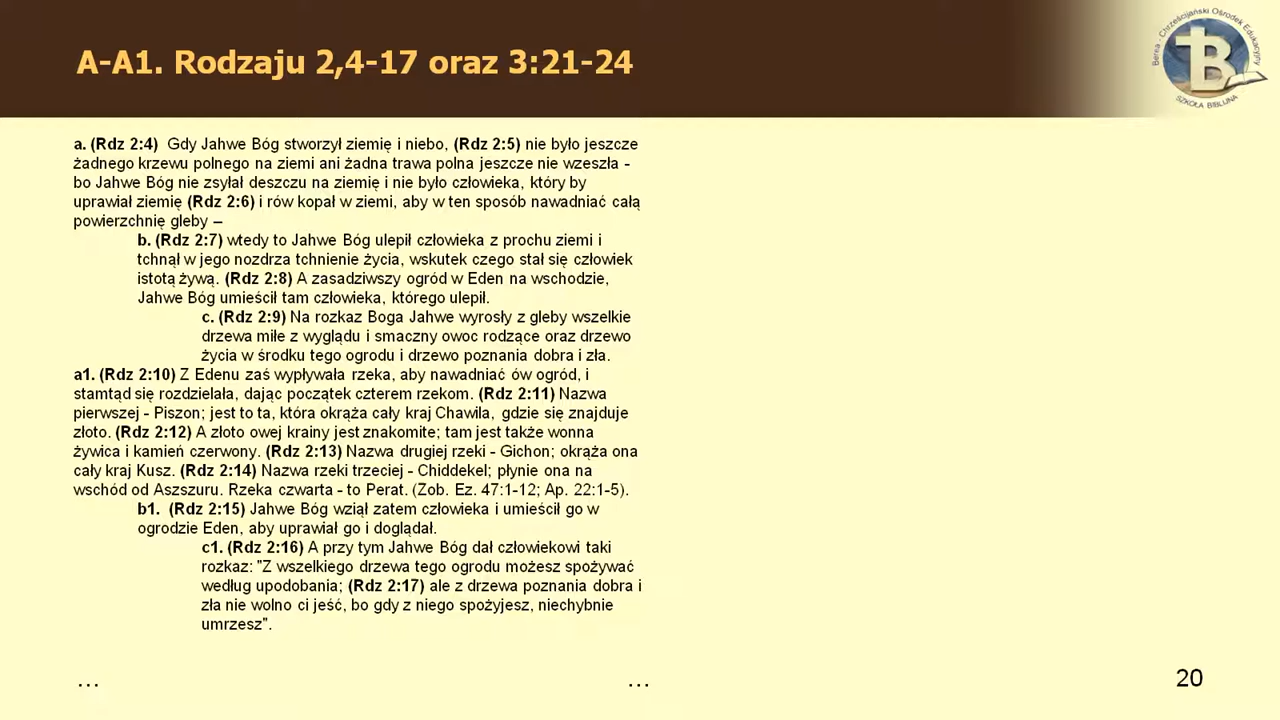 A-A1. Rodzaju 2,4-17 oraz 3:21-24
Berea - Chrześcijański Ośrodek Edukacyjny
SZKOŁA BIBLIJNA
a. (Rdz 2:4) Gdy Jahwe Bóg stworzył ziemię i niebo, (Rdz 2:5) nie było jeszcze
żadnego krzewu polnego na ziemi ani żadna trawa polna jeszcze nie wzeszła -
bo Jahwe Bóg nie zsyłał deszczu na ziemię i nie było człowieka, który by
uprawiał ziemię (Rdz 2:6) i rów kopał w ziemi, aby w ten sposób nawadniać całą
powierzchnię gleby –
b. (Rdz 2:7) wtedy to Jahwe Bóg ulepił człowieka z prochu ziemi i
tchnął w jego nozdrza tchnienie życia, wskutek czego stał się człowiek
istotą żywą. (Rdz 2:8) A zasadziwszy ogród w Eden na wschodzie,
Jahwe Bóg umieścił tam człowieka, którego ulepił.
c. (Rdz 2:9) Na rozkaz Boga Jahwe wyrosły z gleby wszelkie
drzewa miłe z wyglądu i smaczny owoc rodzące oraz drzewo
życia w środku tego ogrodu i drzewo poznania dobra i zła.
a1. (Rdz 2:10) Z Edenu zaś wypływała rzeka, aby nawadniać ów ogród, i
stamtąd się rozdzielała, dając początek czterem rzekom. (Rdz 2:11) Nazwa
pierwszej - Piszon; jest to ta, która okrąża cały kraj Chawila, gdzie się znajduje
złoto. (Rdz 2:12) A złoto owej krainy jest znakomite; tam jest także wonna
żywica i kamień czerwony. (Rdz 2:13) Nazwa drugiej rzeki - Gichon; okrąża ona
cały kraj Kusz. (Rdz 2:14) Nazwa rzeki trzeciej - Chiddekel; płynie ona na
wschód od Aszszuru. Rzeka czwarta - to Perat. (Zob. Ez. 47:1-12; Ap. 22:1-5).
b1. (Rdz 2:15) Jahwe Bóg wziął zatem człowieka i umieścił go w
ogrodzie Eden, aby uprawiał go i doglądał.
c1. (Rdz 2:16) A przy tym Jahwe Bóg dał człowiekowi taki
rozkaz: "Z wszelkiego drzewa tego ogrodu możesz spożywać
według upodobania; (Rdz 2:17) ale z drzewa poznania dobra i
zła nie wolno ci jeść, bo gdy z niego spożyjesz, niechybnie
umrzesz".
... ... 20